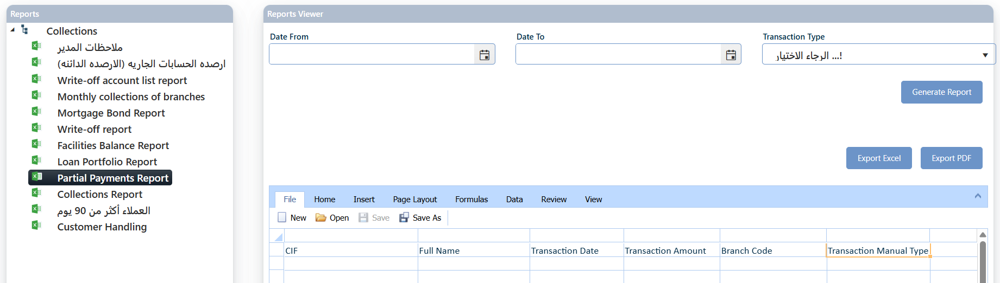 Reports
Collections
ملاحظات المدير
ارصده الحسابات الجاريه (الارصده الدائنه)
Write-off account list report
Monthly collections of branches
Mortgage Bond Report
Write-off report
Facilities Balance Report
Loan Portfolio Report
Partial Payments Report
Collections Report
العملاء أكثر من 90 يوم
Customer Handling
Reports Viewer
Date From Date To Transaction Type
الرجاء الاختيار ...!
Generate Report
Export Excel Export PDF
File Home Insert Page Layout Formulas Data Review View
New Open Save Save As
CIF Full Name Transaction Date Transaction Amount Branch Code Transaction Manual Type